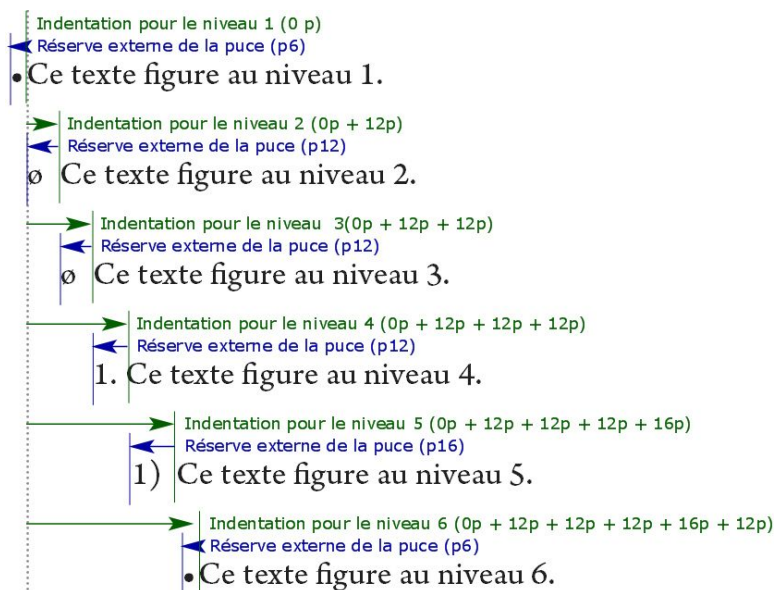 Indentation pour le niveau 1 (0 p)
Réserve externe de la puce (p6)
•Ce texte figure au niveau 1.
Indentation pour le niveau 2 (0p + 12p)
Réserve externe de la puce (p12)
ø Ce texte figure au niveau 2.
Indentation pour le niveau 3(0p + 12p + 12p)
Réserve externe de la puce (p12)
ø Ce texte figure au niveau 3.
Indentation pour le niveau 4 (0p + 12p + 12p + 12p)
Réserve externe de la puce (p12)
1. Ce texte figure au niveau 4.
Indentation pour le niveau 5 (0p + 12p + 12p + 12p + 16p)
Réserve externe de la puce (p16)
1) Ce texte figure au niveau 5.
Indentation pour le niveau 6 (0p + 12p + 12p + 12p + 16p + 12p)
Réserve externe de la puce (p6)
•Ce texte figure au niveau 6.